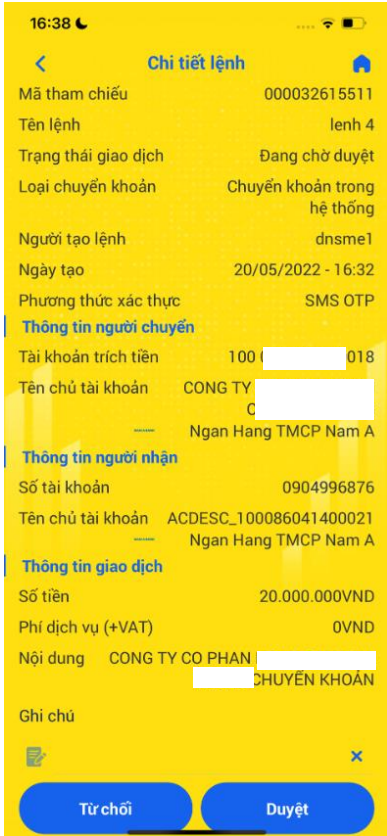 16:38
Chi tiết lệnh
Mã tham chiếu 000032615511
Tên lệnh lenh 4
Trạng thái giao dịch Đang chờ duyệt
Loại chuyển khoản Chuyển khoản trong
hệ thống
Người tạo lệnh dnsme1
Ngày tạo 20/05/2022 - 16:32
Phương thức xác thực SMS OTP
Thông tin người chuyển
Tài khoản trích tiền 100 018
Tên chủ tài khoản CONG TY
Ngan Hang TMCP Nam A
Thông tin người nhận
Số tài khoản 0904996876
Tên chủ tài khoản ACDESC_100086041400021
Ngan Hang TMCP Nam A
Thông tin giao dịch
Số tiền 20.000.000VND
Phí dịch vụ (+VAT) 0VND
Nội dung CONG TY CO PHAN
CHUYỂN KHOẢN
Ghi chú
Từ chối Duyệt